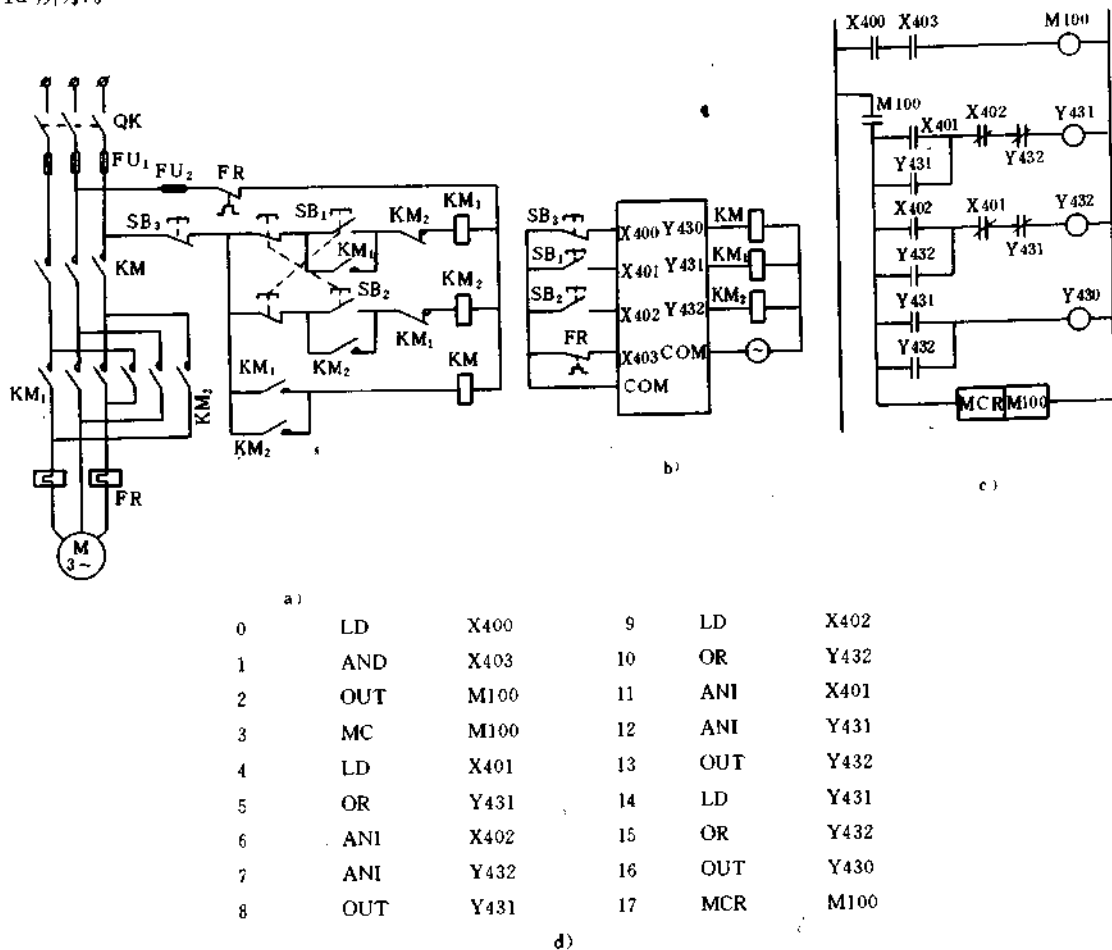 1d 所示。
QK
FU₁
FU₂
FR
SB₁
KM₂
KM₁
SB₃
KM₁
KM
SB₂
KM₂
KM₁
KM₂
KM₁
KM
KM₁
KM₂
KM₂
FR
M
3~
a)
SB₃
X400
Y430
KM
SB₁
X401
Y431
KM₁
SB₂
X402
Y432
KM₂
FR
X403
COM
~
COM
b)
X400
X403
M100
M100
X401
X402
Y431
Y431
Y432
X402
X401
Y432
Y432
Y431
Y431
Y430
Y432
MCR
M100
c)
0 LD X400 9 LD X402
1 AND X403 10 OR Y432
2 OUT M100 11 ANI X401
3 MC M100 12 ANI Y431
4 LD X401 13 OUT Y432
5 OR Y431 14 LD Y431
6 ANI X402 15 OR Y432
7 ANI Y432 16 OUT Y430
8 OUT Y431 17 MCR M100
d)